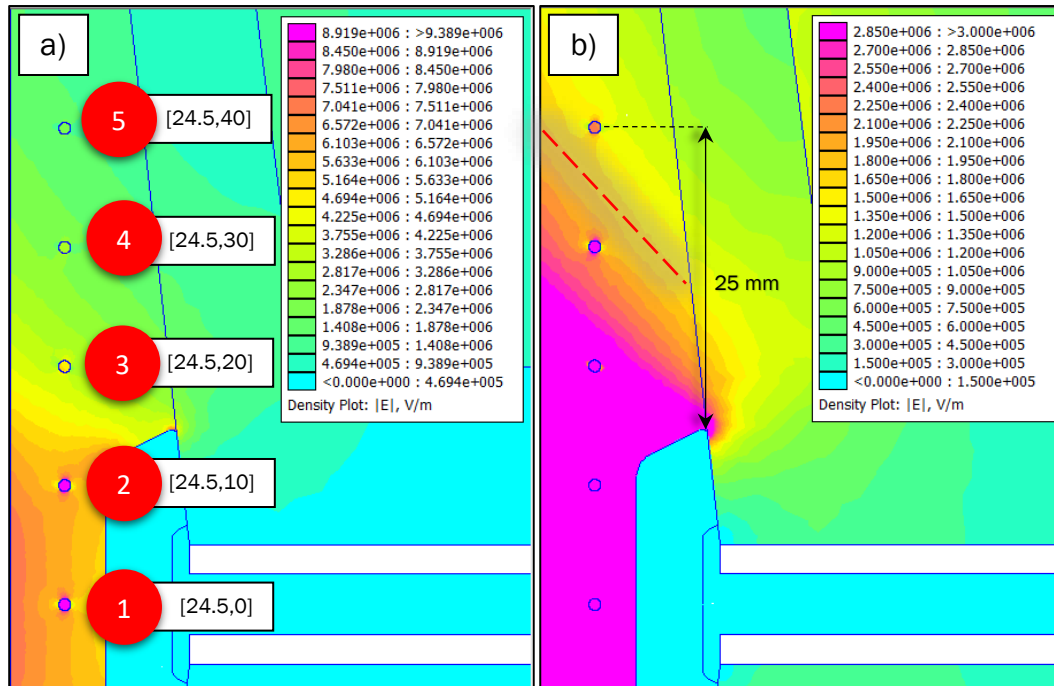 a)
8.919e+006 : >9.389e+006
8.450e+006 : 8.919e+006
7.980e+006 : 8.450e+006
7.511e+006 : 7.980e+006
7.041e+006 : 7.511e+006
6.572e+006 : 7.041e+006
6.103e+006 : 6.572e+006
5.633e+006 : 6.103e+006
5.164e+006 : 5.633e+006
4.694e+006 : 5.164e+006
4.225e+006 : 4.694e+006
3.755e+006 : 4.225e+006
3.286e+006 : 3.755e+006
2.817e+006 : 3.286e+006
2.347e+006 : 2.817e+006
1.878e+006 : 2.347e+006
1.408e+006 : 1.878e+006
9.389e+005 : 1.408e+006
4.694e+005 : 9.389e+005
<0.000e+000 : 4.694e+005
Density Plot: |E|, V/m
5 [24.5,40]
4 [24.5,30]
3 [24.5,20]
2 [24.5,10]
1 [24.5,0]
b)
2.850e+006 : >3.000e+006
2.700e+006 : 2.850e+006
2.550e+006 : 2.700e+006
2.400e+006 : 2.550e+006
2.250e+006 : 2.400e+006
2.100e+006 : 2.250e+006
1.950e+006 : 2.100e+006
1.800e+006 : 1.950e+006
1.650e+006 : 1.800e+006
1.500e+006 : 1.650e+006
1.350e+006 : 1.500e+006
1.200e+006 : 1.350e+006
1.050e+006 : 1.200e+006
9.000e+005 : 1.050e+006
7.500e+005 : 9.000e+005
6.000e+005 : 7.500e+005
4.500e+005 : 6.000e+005
3.000e+005 : 4.500e+005
1.500e+005 : 3.000e+005
<0.000e+000 : 1.500e+005
Density Plot: |E|, V/m
25 mm